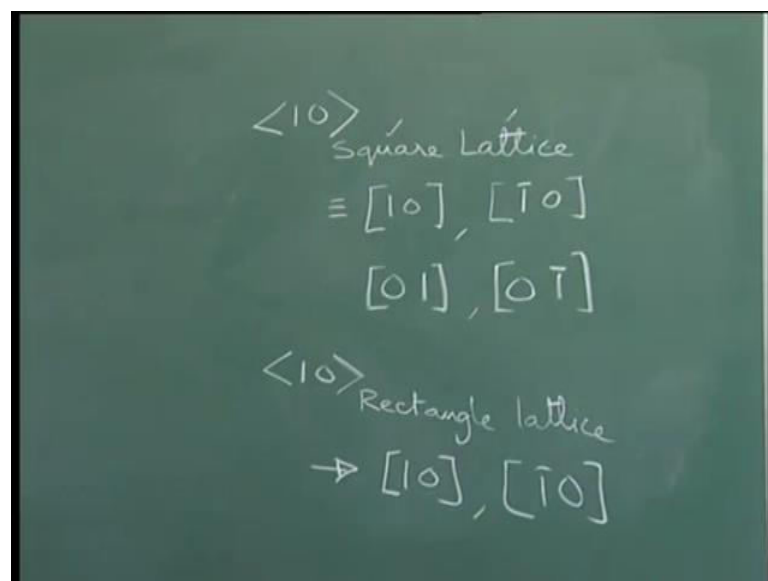 <10>
Square Lattice
≡ [10], [1̄0]
[01], [01̄]
<10>
Rectangle lattice
→ [10], [1̄0]